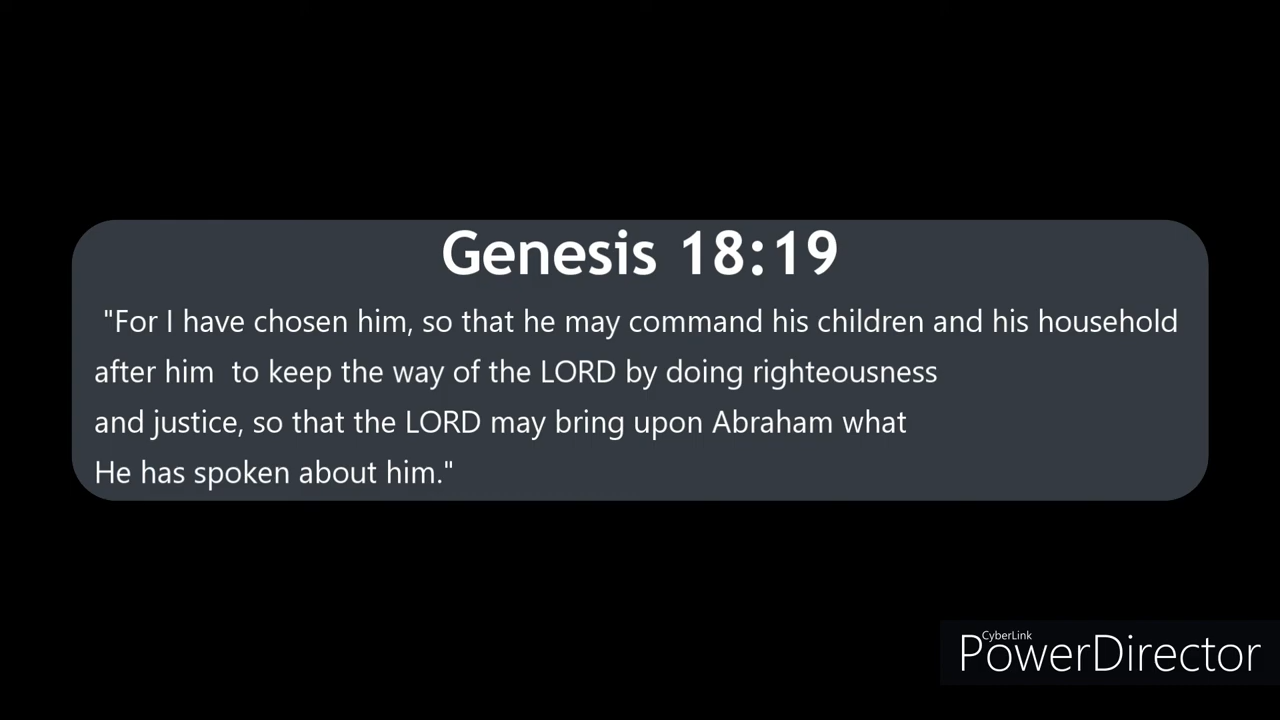 Genesis 18:19
"For I have chosen him, so that he may command his children and his household
after him  to keep the way of the LORD by doing righteousness
and justice, so that the LORD may bring upon Abraham what
He has spoken about him."
CyberLink
PowerDirector